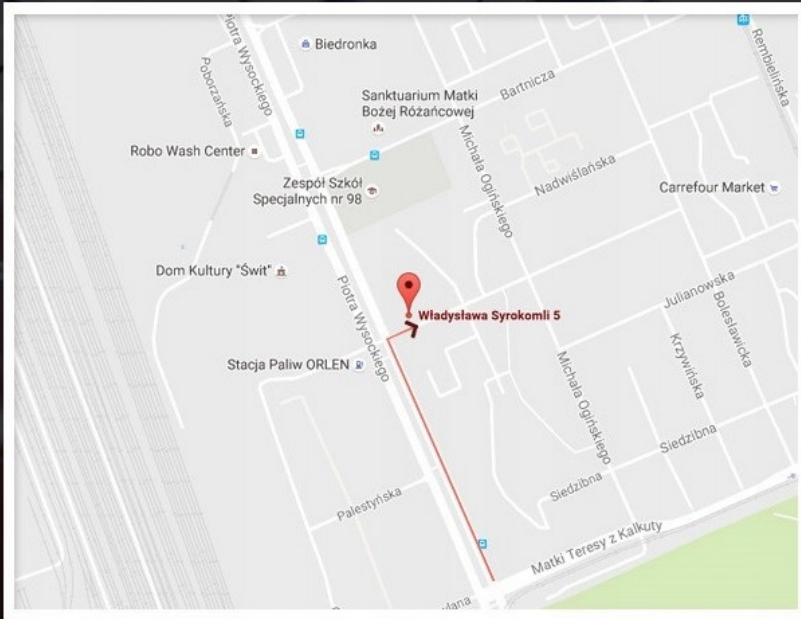 Piotra Wysockiego
Biedronka
Poborzańska
Rembielińska
Bartnicza
Sanktuarium Matki
Bożej Różańcowej
Michała Ogińskiego
Robo Wash Center
Nadwiślańska
Zespół Szkół
Specjalnych nr 98
Carrefour Market
Dom Kultury "Świt"
Piotra Wysockiego
Julianowska
Bolesławicka
Władysława Syrokomli 5
Krzywińska
Stacja Paliw ORLEN
Michała Ogińskiego
Siedzibna
Siedzibna
Palestyńska
Matki Teresy z Kalkuty